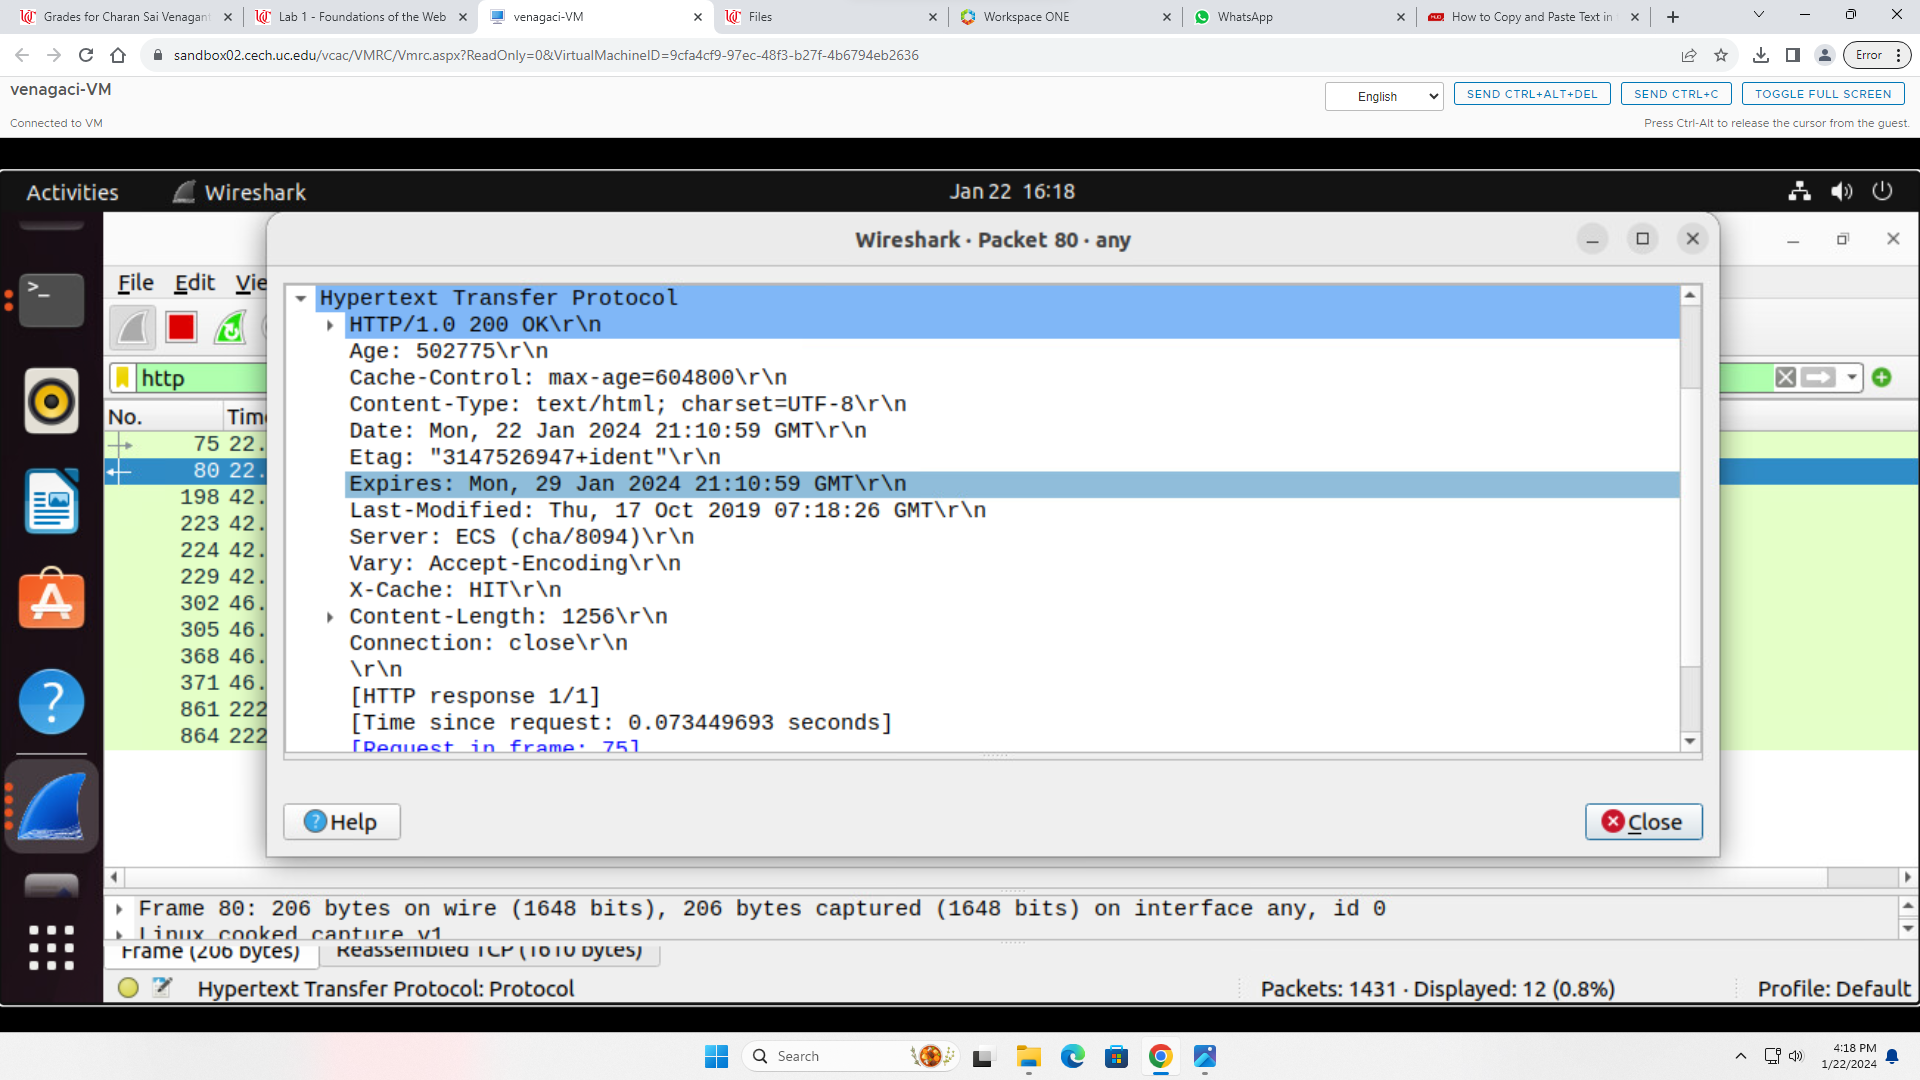 Grades for Charan Sai Venagant
Lab 1 - Foundations of the Web
venagaci-VM
Files
Workspace ONE
WhatsApp
How to Copy and Paste Text in
sandbox02.cech.uc.edu/vcac/VMRC/Vmrc.aspx?ReadOnly=0&VirtualMachineID=9cfa4cf9-97ec-48f3-b27f-4b6794eb2636
Error
venagaci-VM
English
SEND CTRL+ALT+DEL
SEND CTRL+C
TOGGLE FULL SCREEN
Connected to VM
Press Ctrl-Alt to release the cursor from the guest.
Activities
Wireshark
Jan 22 16:18
Wireshark · Packet 80 · any
File Edit Vie
http
No. Time
75 22.
80 22.
198 42.
223 42.
224 42.
229 42.
302 46.
305 46.
368 46.
371 46.
861 222
864 222
Hypertext Transfer Protocol
HTTP/1.0 200 OK\r\n
Age: 502775\r\n
Cache-Control: max-age=604800\r\n
Content-Type: text/html; charset=UTF-8\r\n
Date: Mon, 22 Jan 2024 21:10:59 GMT\r\n
Etag: "3147526947+ident"\r\n
Expires: Mon, 29 Jan 2024 21:10:59 GMT\r\n
Last-Modified: Thu, 17 Oct 2019 07:18:26 GMT\r\n
Server: ECS (cha/8094)\r\n
Vary: Accept-Encoding\r\n
X-Cache: HIT\r\n
Content-Length: 1256\r\n
Connection: close\r\n
\r\n
[HTTP response 1/1]
[Time since request: 0.073449693 seconds]
[Request in frame: 75]
Help
Close
Frame 80: 206 bytes on wire (1648 bits), 206 bytes captured (1648 bits) on interface any, id 0
Linux cooked capture v1
Frame (206 bytes)
Reassembled TCP (1610 bytes)
Hypertext Transfer Protocol: Protocol
Packets: 1431 · Displayed: 12 (0.8%)
Profile: Default
Search
4:18 PM
1/22/2024